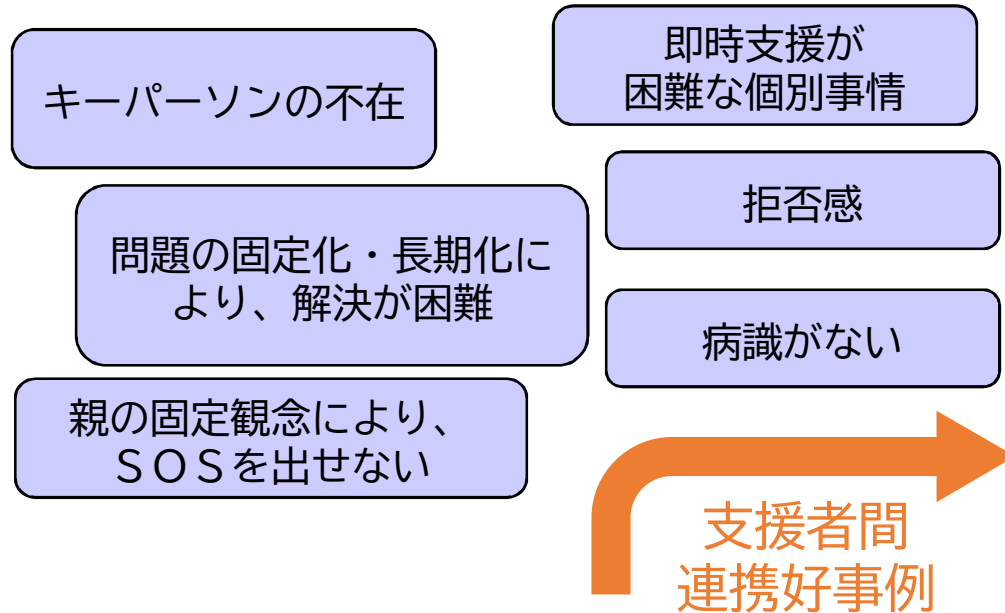 キーパーソンの不在
即時支援が
困難な個別事情
問題の固定化・長期化に
より、解決が困難
拒否感
病識がない
親の固定観念により、
ＳＯＳを出せない
支援者間
連携好事例